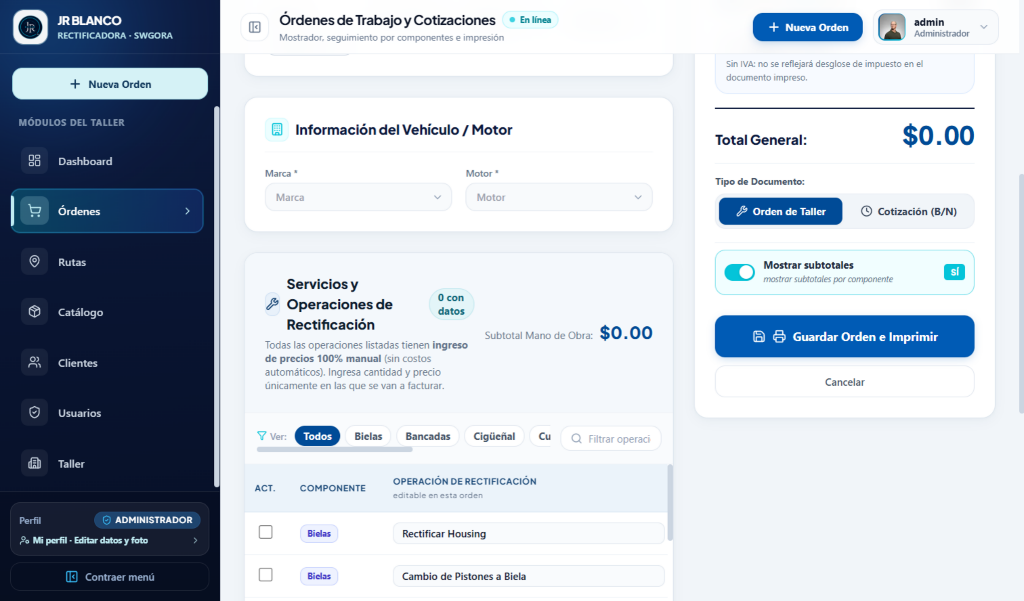 JR BLANCO
RECTIFICADORA · SWGORA
Nueva Orden
MÓDULOS DEL TALLER
Dashboard
Órdenes
Rutas
Catálogo
Clientes
Usuarios
Taller
Perfil
ADMINISTRADOR
Mi perfil · Editar datos y foto
Contraer menú
Órdenes de Trabajo y Cotizaciones
En línea
Mostrador, seguimiento por componentes e impresión
Nueva Orden
admin
Administrador
Información del Vehículo / Motor
Marca *
Motor *
Marca
Motor
Servicios y
Operaciones de
Rectificación
0 con
datos
Subtotal Mano de Obra: $0.00
Todas las operaciones listadas tienen ingreso
de precios 100% manual (sin costos
automáticos). Ingresa cantidad y precio
únicamente en las que se van a facturar.
Ver:
Todos
Bielas
Bancadas
Cigüeñal
Cu
Filtrar operaci
ACT.
COMPONENTE
OPERACIÓN DE RECTIFICACIÓN
editable en esta orden
Bielas
Rectificar Housing
Bielas
Cambio de Pistones a Biela
Sin IVA: no se reflejará desglose de impuesto en el
documento impreso.
Total General:
$0.00
Tipo de Documento:
Orden de Taller
Cotización (B/N)
Mostrar subtotales
mostrar subtotales por componente
SÍ
Guardar Orden e Imprimir
Cancelar